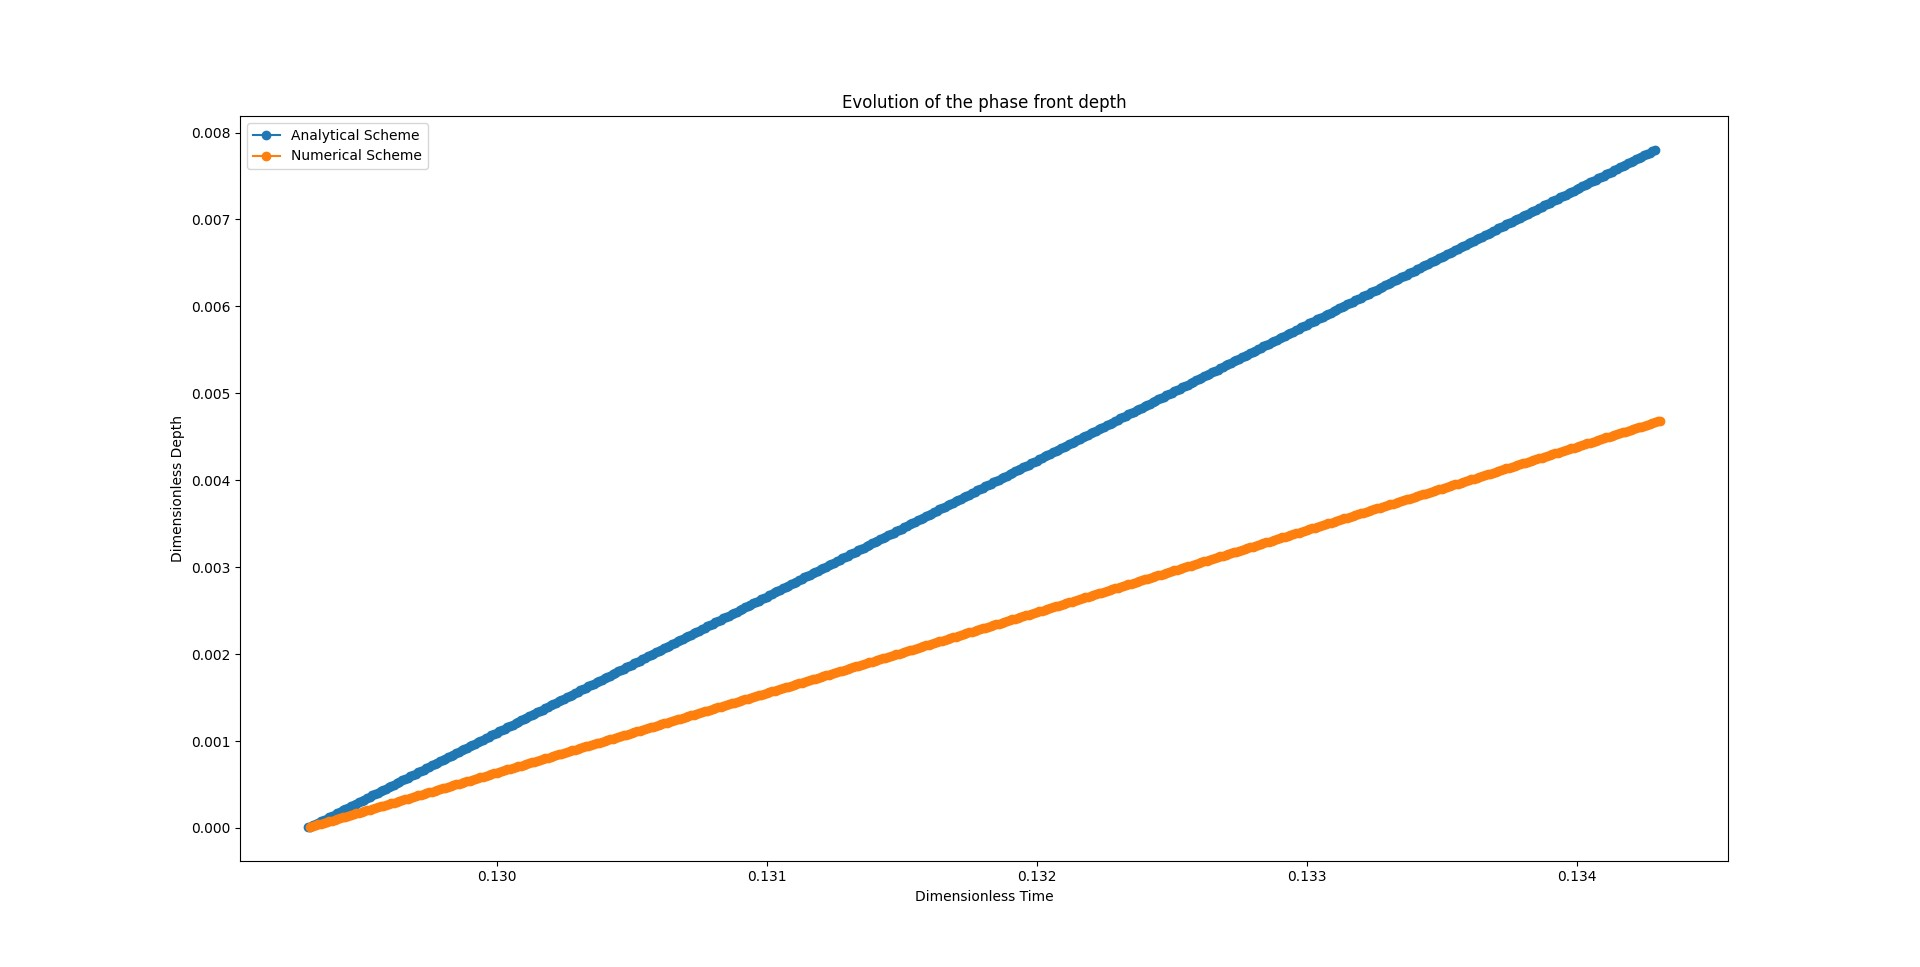 Evolution of the phase front depth
Analytical Scheme
Numerical Scheme
0.008
0.007
0.006
0.005
0.004
0.003
0.002
0.001
0.000
Dimensionless Depth
0.130 0.131 0.132 0.133 0.134
Dimensionless Time